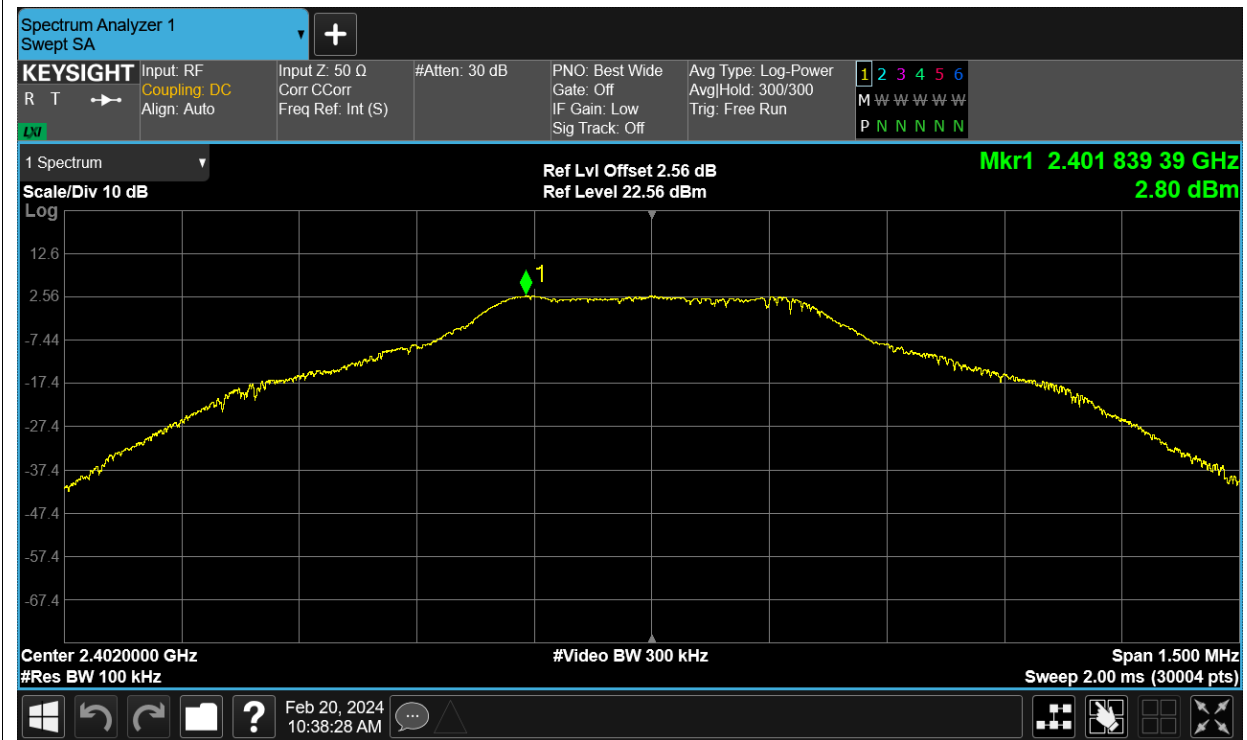 Spectrum Analyzer 1
Swept SA
+
KEYSIGHT
R T
LXI
Input: RF
Coupling: DC
Align: Auto
Input Z: 50 Ω
Corr CCorr
Freq Ref: Int (S)
#Atten: 30 dB
PNO: Best Wide
Gate: Off
IF Gain: Low
Sig Track: Off
Avg Type: Log-Power
Avg|Hold: 300/300
Trig: Free Run
1 2 3 4 5 6
M W W W W W
P N N N N N
1 Spectrum
Scale/Div 10 dB
Log
Ref Lvl Offset 2.56 dB
Ref Level 22.56 dBm
Mkr1 2.401 839 39 GHz
2.80 dBm
12.6
1
2.56
-7.44
-17.4
-27.4
-37.4
-47.4
-57.4
-67.4
Center 2.4020000 GHz
#Res BW 100 kHz
#Video BW 300 kHz
Span 1.500 MHz
Sweep 2.00 ms (30004 pts)
?
Feb 20, 2024
10:38:28 AM